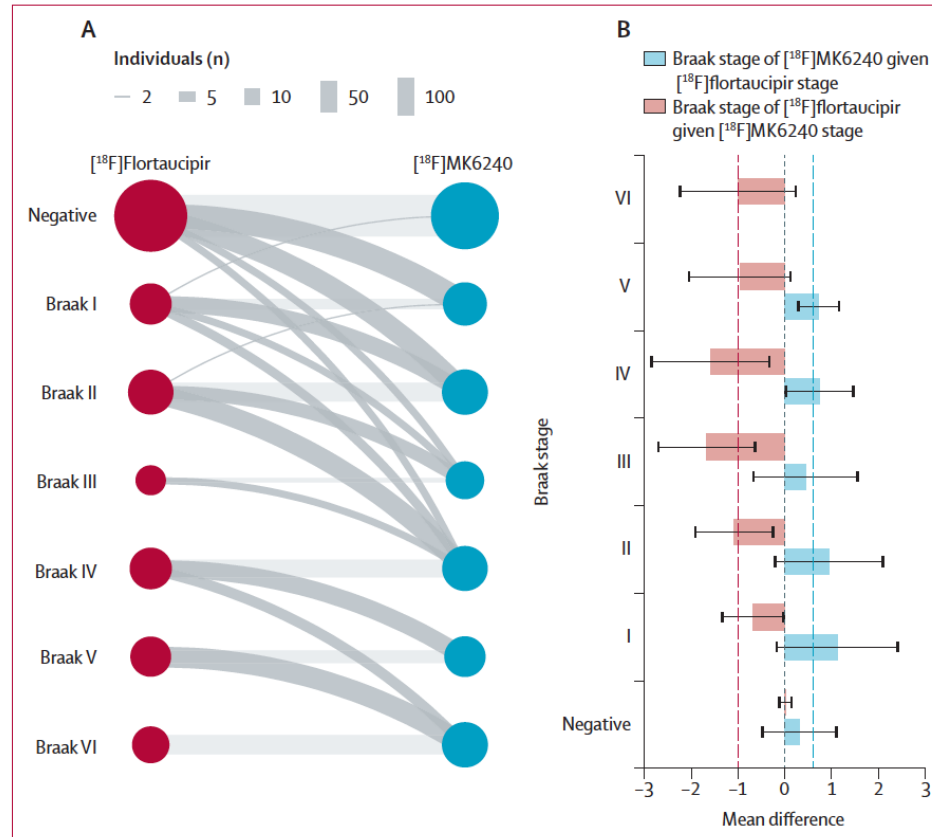 A
Individuals (n)
2 5 10 50 100
[¹⁸F]Flortaucipir [¹⁸F]MK6240
Negative
Braak I
Braak II
Braak III
Braak IV
Braak V
Braak VI
B
Braak stage of [¹⁸F]MK6240 given
[¹⁸F]flortaucipir stage
Braak stage of [¹⁸F]flortaucipir
given [¹⁸F]MK6240 stage
Braak stage
VI
V
IV
III
II
I
Negative
−3 −2 −1 0 1 2 3
Mean difference